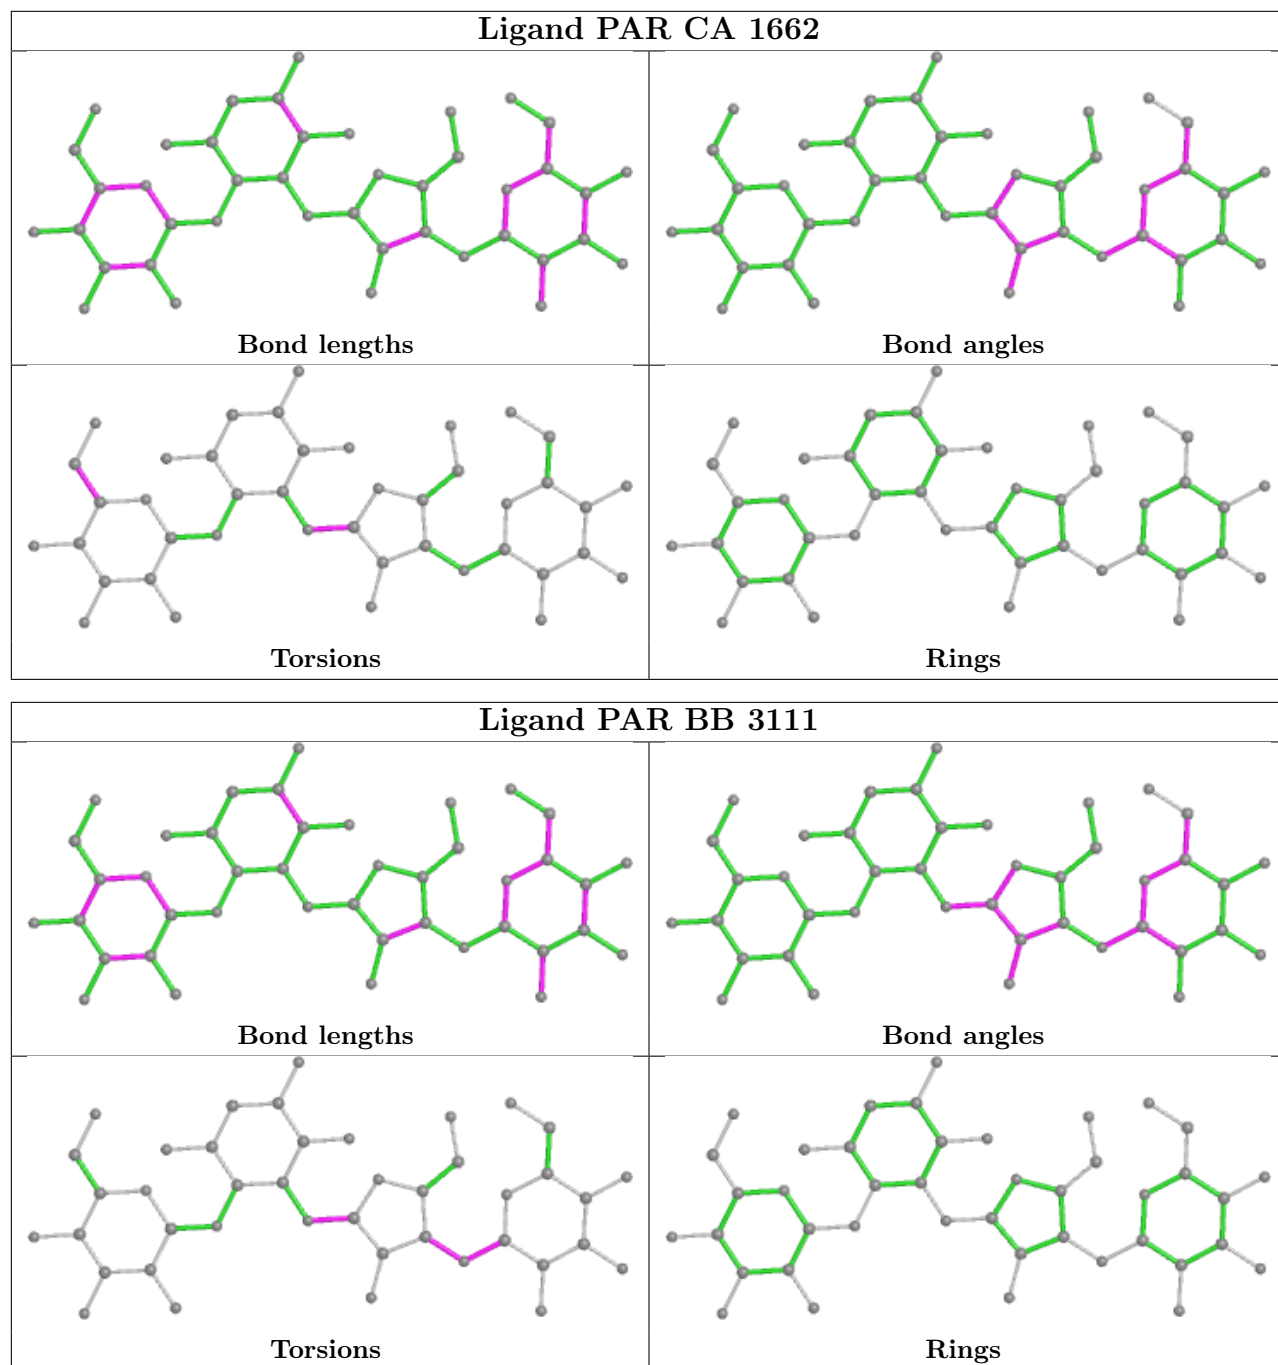 Ligand PAR CA 1662
Bond lengths
Bond angles
Torsions
Rings
Ligand PAR BB 3111
Bond lengths
Bond angles
Torsions
Rings